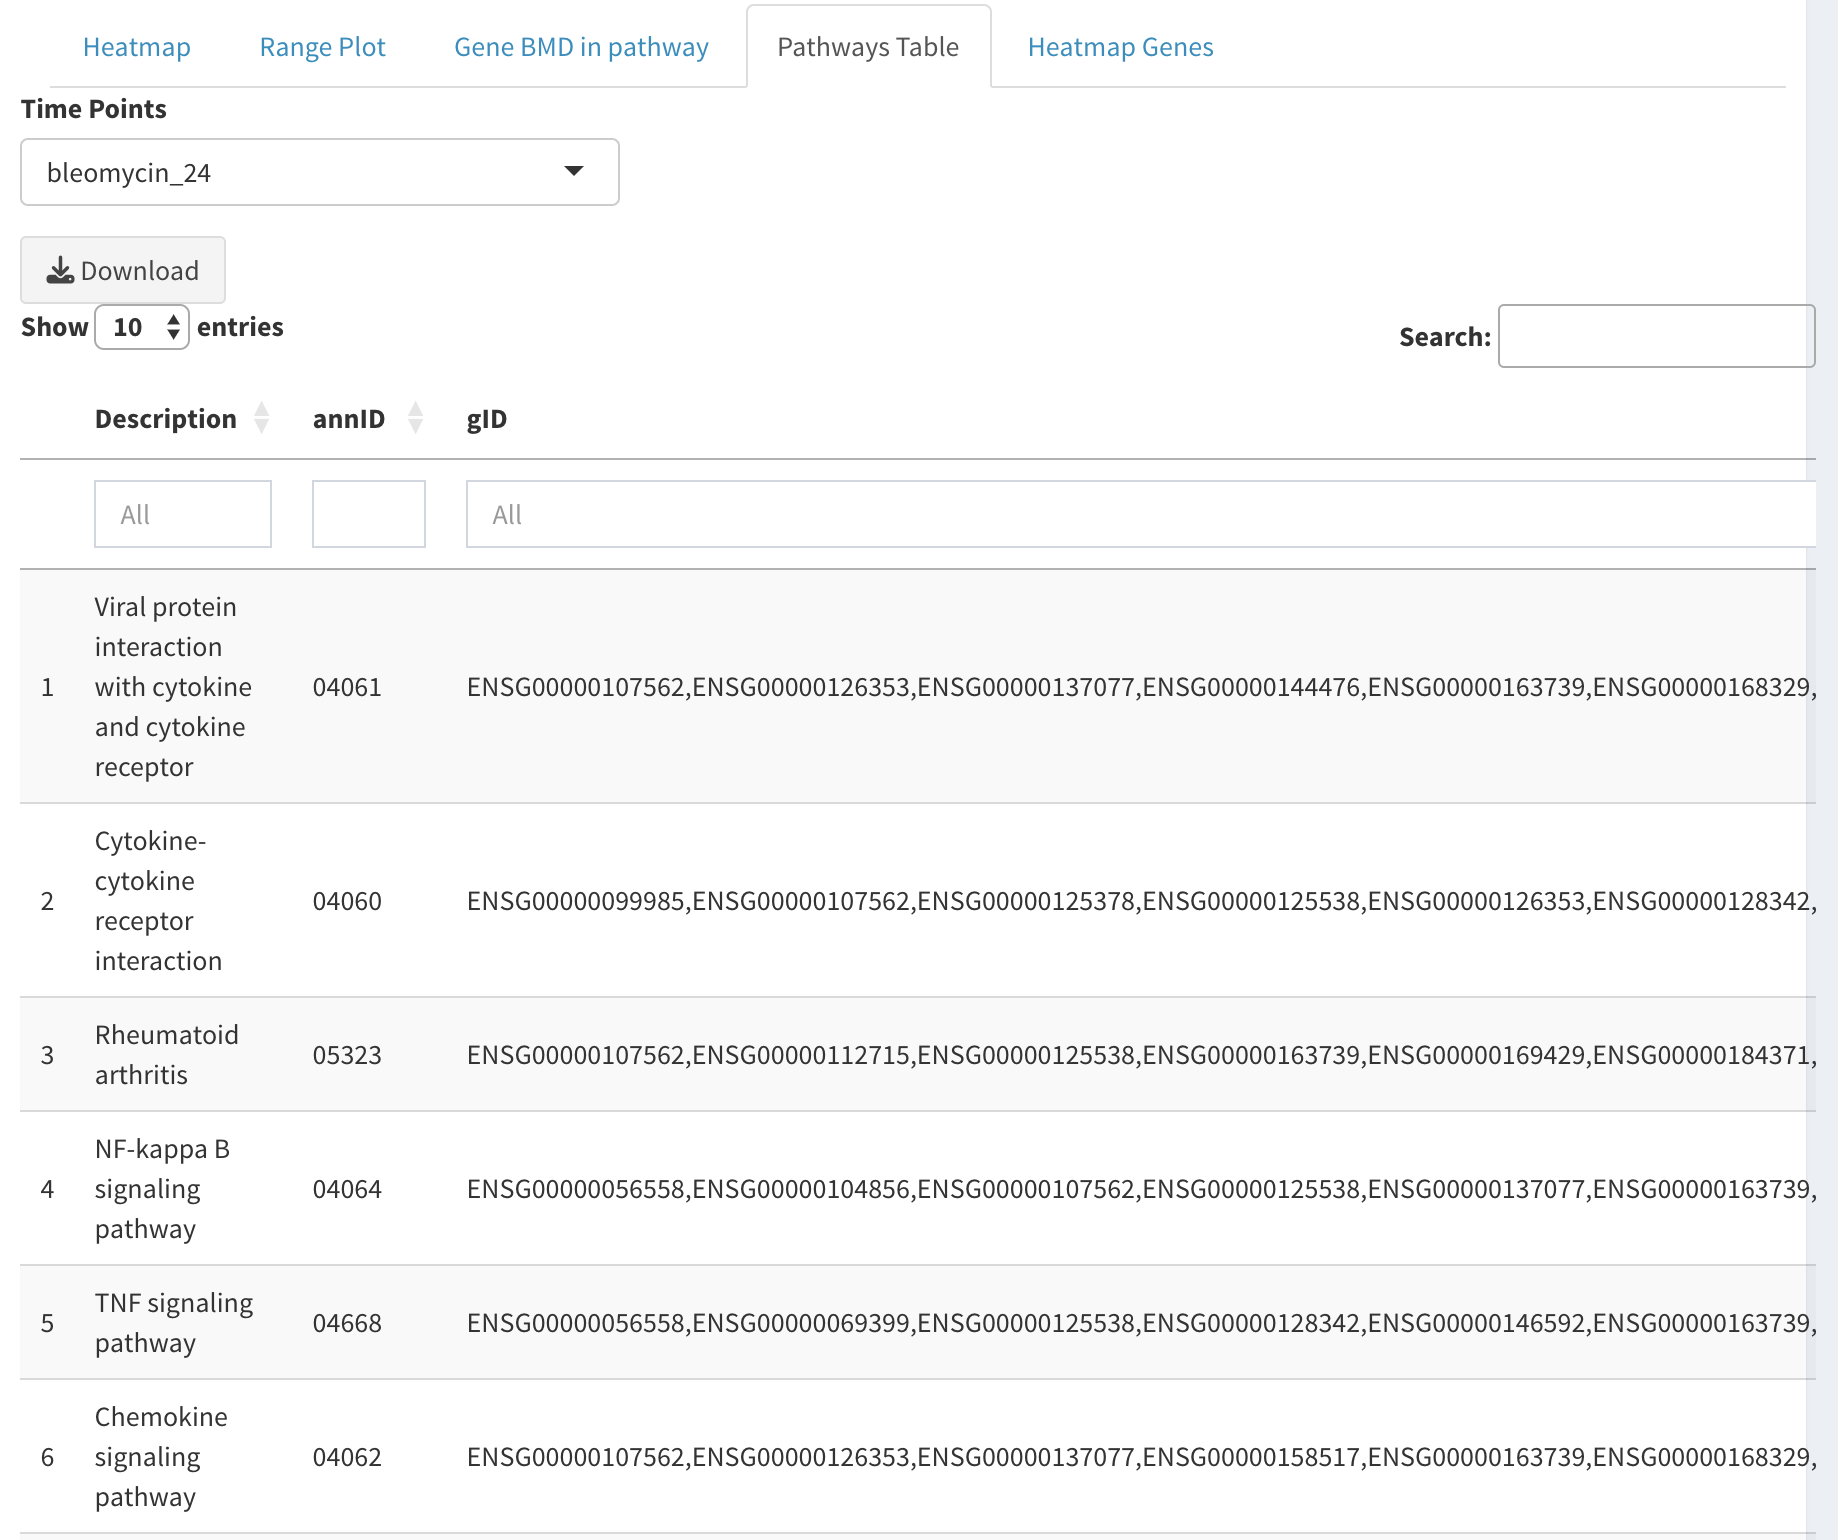 Heatmap Range Plot Gene BMD in pathway Pathways Table Heatmap Genes
Time Points
bleomycin_24
Download
Show 10 entries
Search:
Description annID gID
All All
Viral protein
interaction
1 with cytokine 04061 ENSG00000107562,ENSG00000126353,ENSG00000137077,ENSG00000144476,ENSG00000163739,ENSG00000168329,
and cytokine
receptor
Cytokine-
cytokine
2 04060 ENSG00000099985,ENSG00000107562,ENSG00000125378,ENSG00000125538,ENSG00000126353,ENSG00000128342,
receptor
interaction
Rheumatoid
3 05323 ENSG00000107562,ENSG00000112715,ENSG00000125538,ENSG00000163739,ENSG00000169429,ENSG00000184371,
arthritis
NF-kappa B
4 signaling 04064 ENSG00000056558,ENSG00000104856,ENSG00000107562,ENSG00000125538,ENSG00000137077,ENSG00000163739,
pathway
TNF signaling
5 04668 ENSG00000056558,ENSG00000069399,ENSG00000125538,ENSG00000128342,ENSG00000146592,ENSG00000163739,
pathway
Chemokine
6 signaling 04062 ENSG00000107562,ENSG00000126353,ENSG00000137077,ENSG00000158517,ENSG00000163739,ENSG00000168329,
pathway